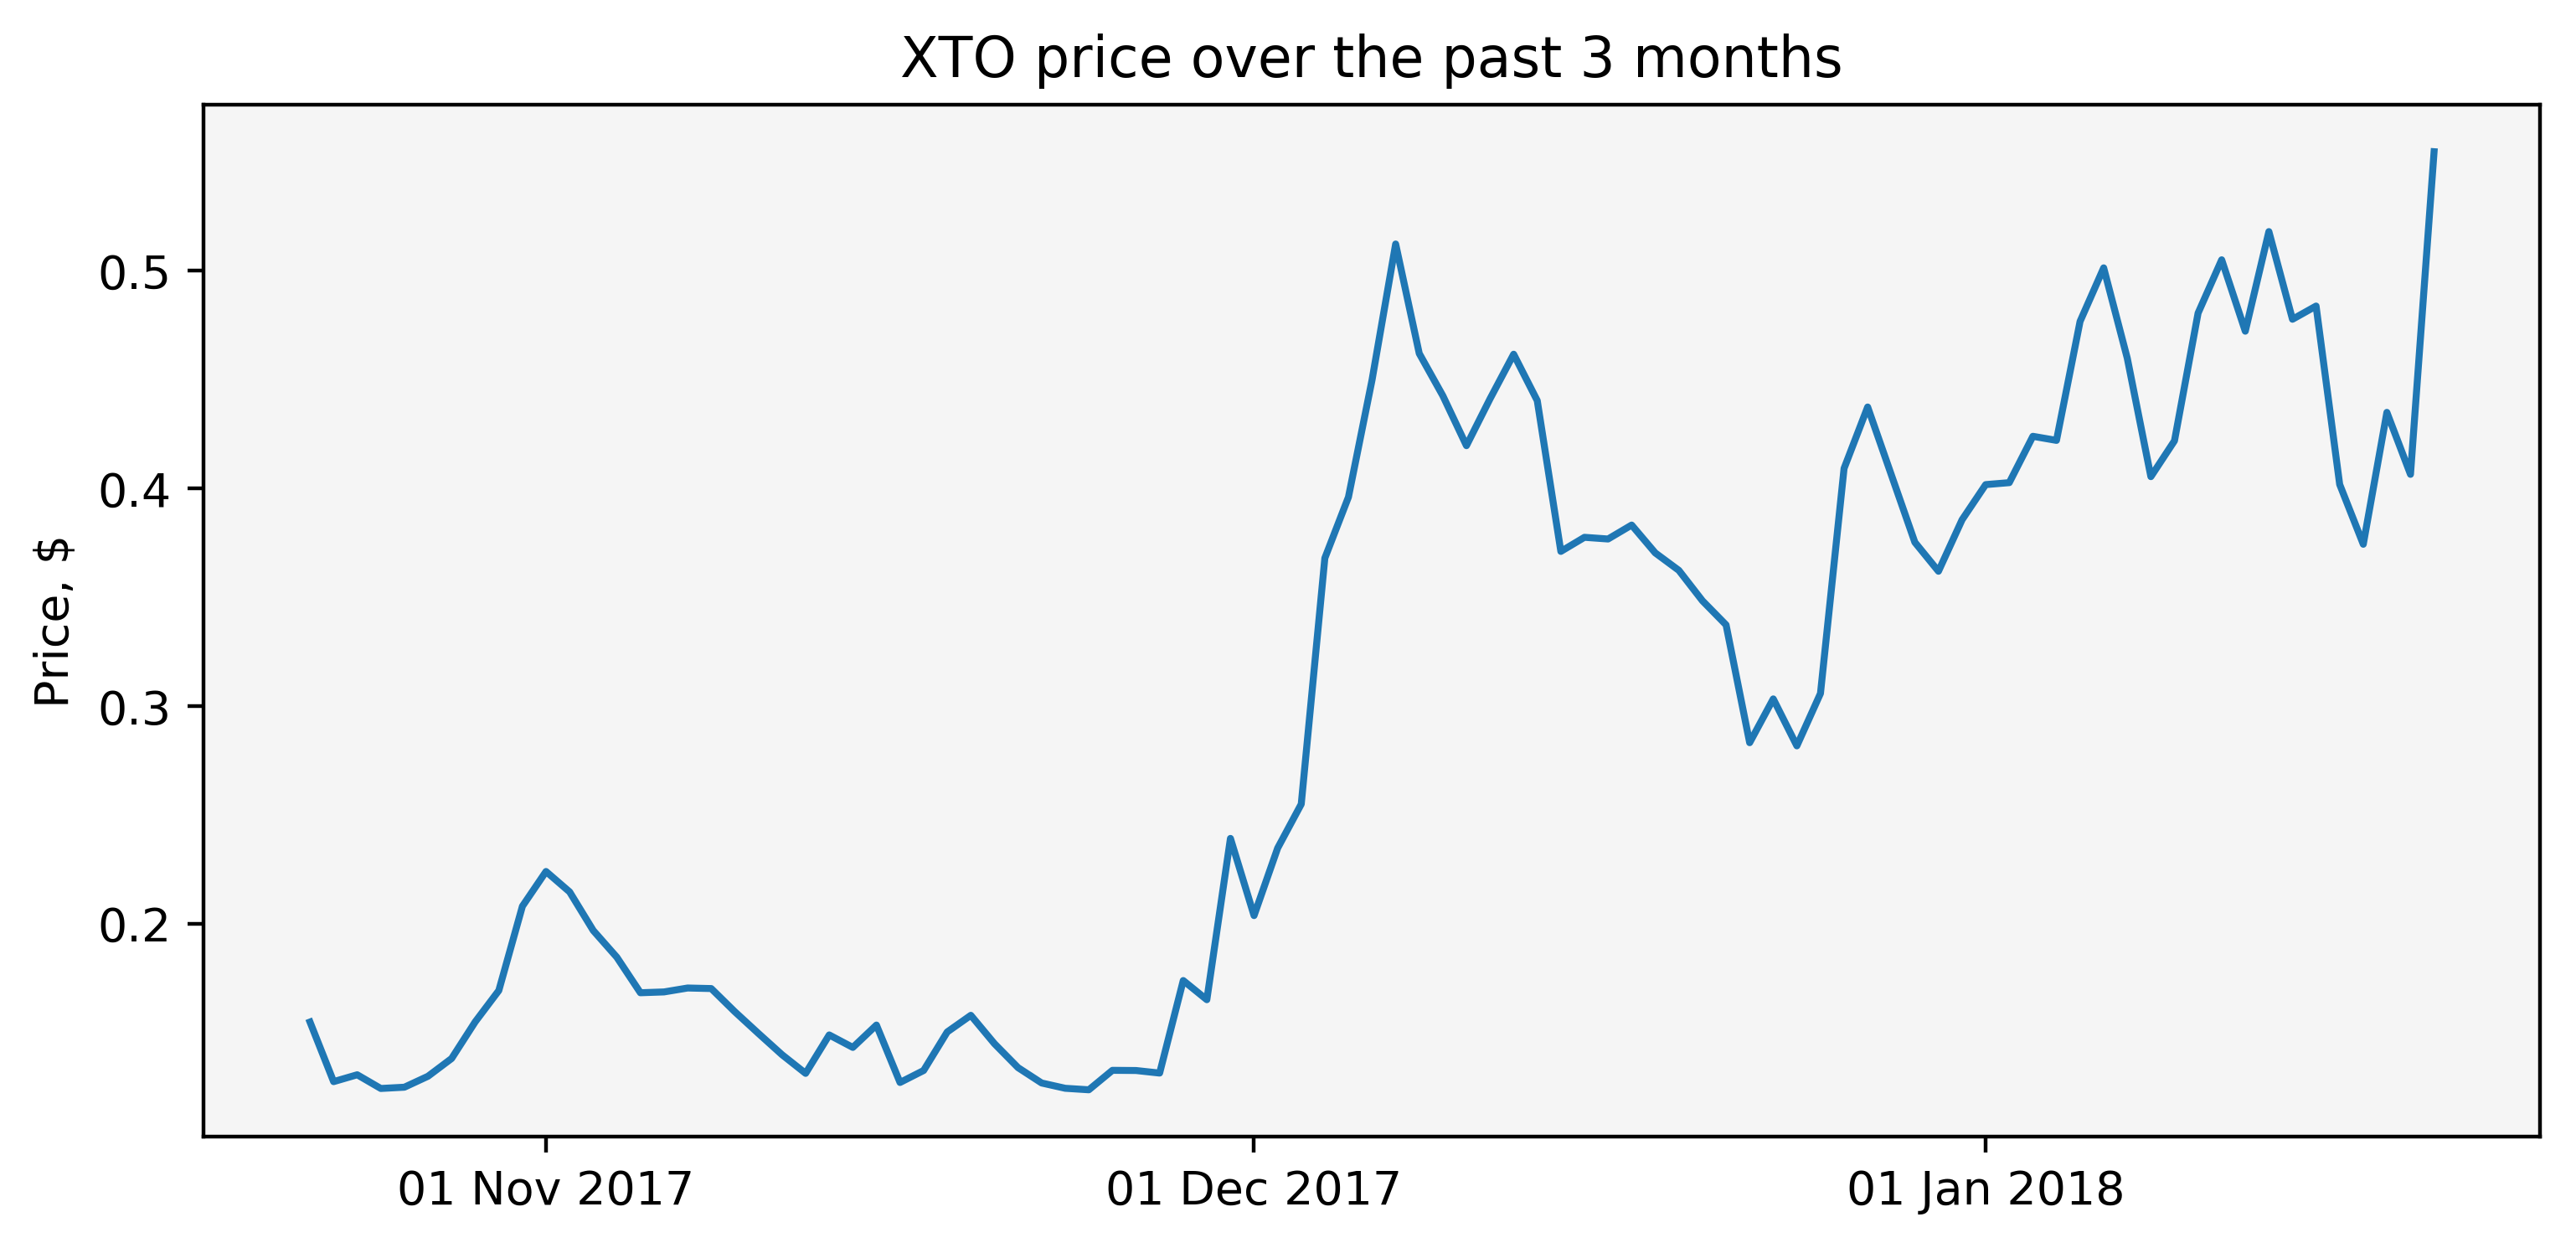 XTO price over the past 3 months
Price, $
0.5
0.4
0.3
0.2
01 Nov 2017
01 Dec 2017
01 Jan 2018